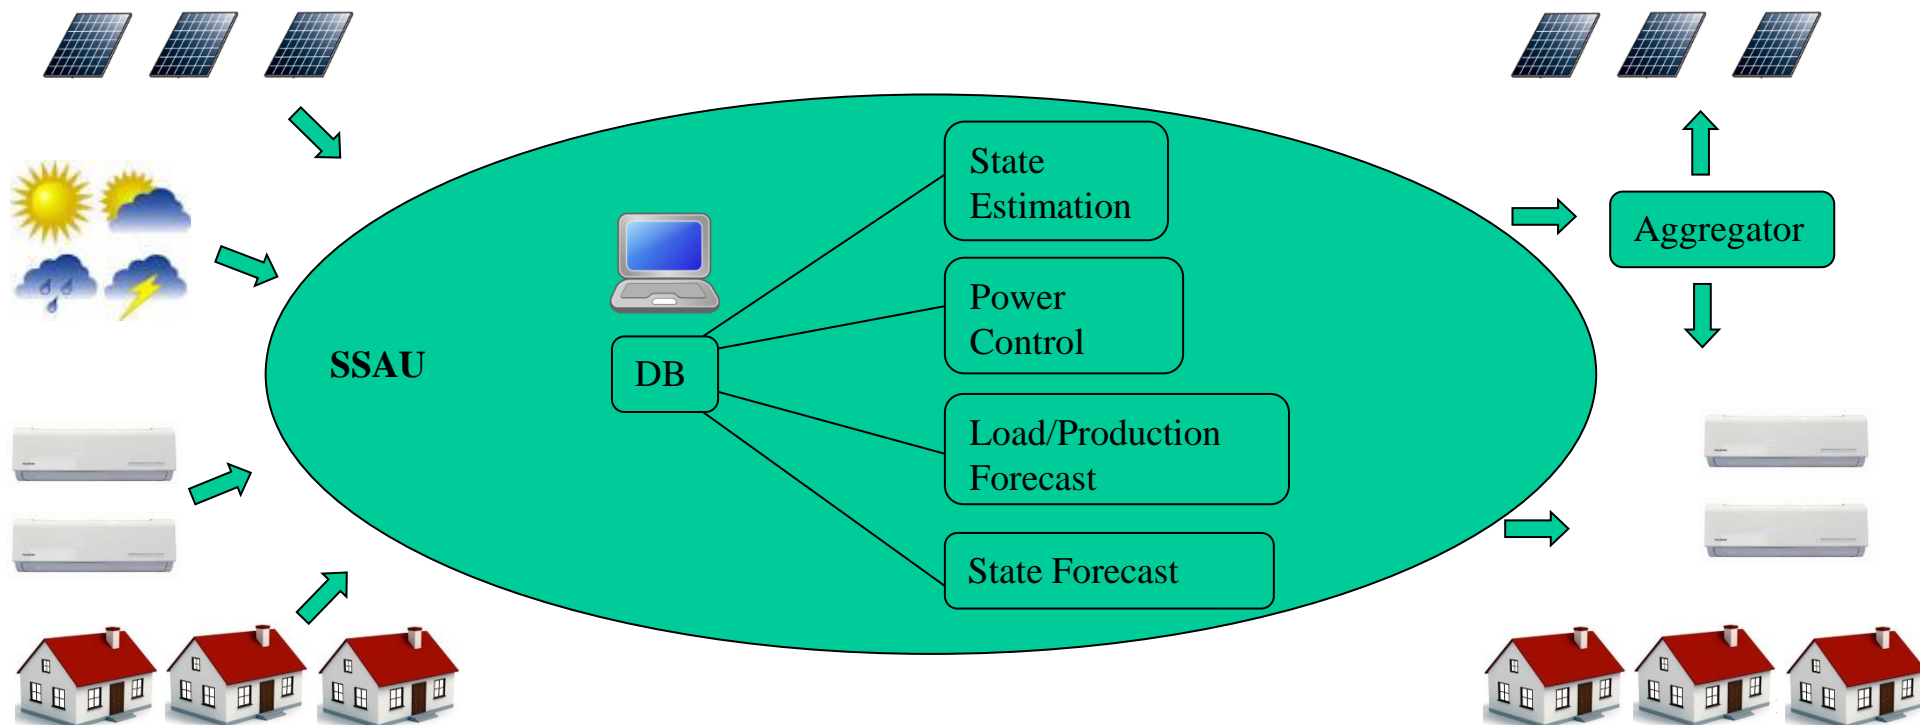 State
Estimation
Aggregator
Power
Control
SSAU
DB
Load/Production
Forecast
State Forecast